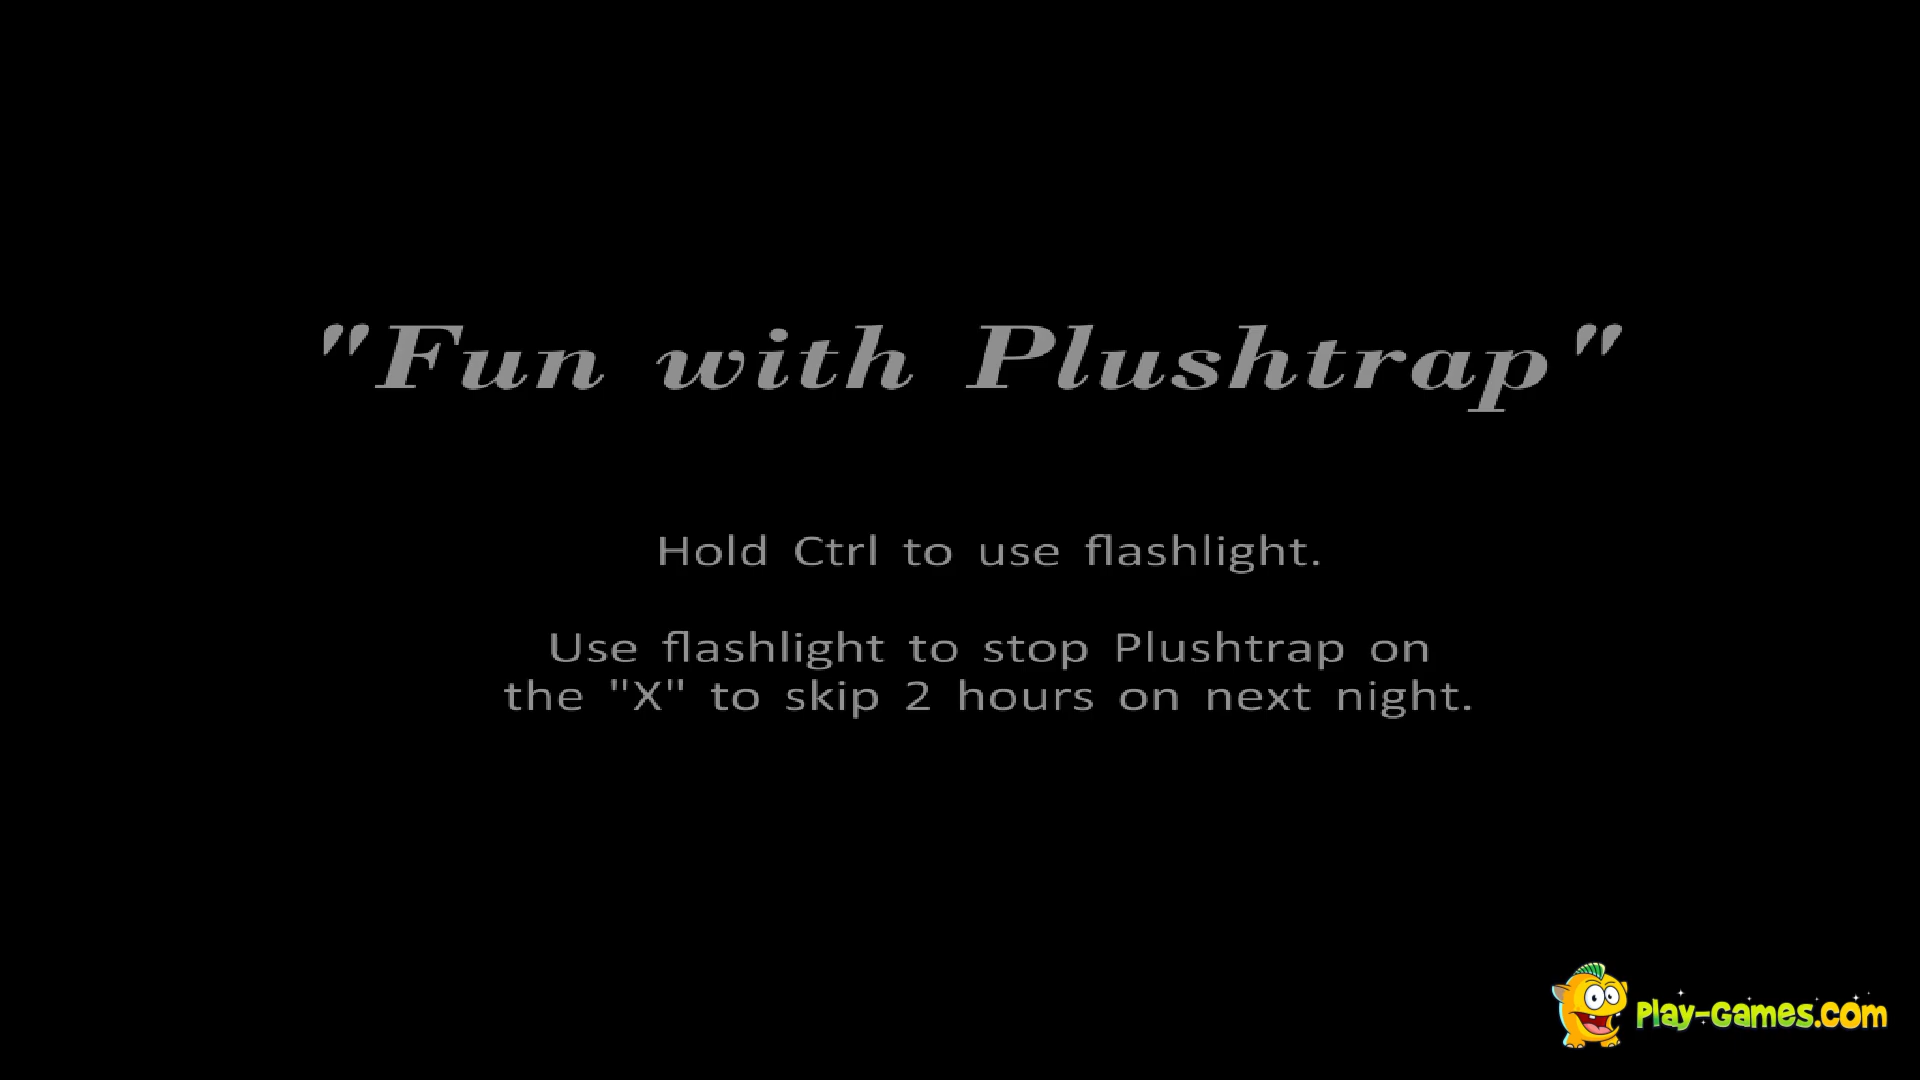 "Fun with Plushtrap"
Hold Ctrl to use flashlight.
Use flashlight to stop Plushtrap on
the "X" to skip 2 hours on next night.
Play-Games.com